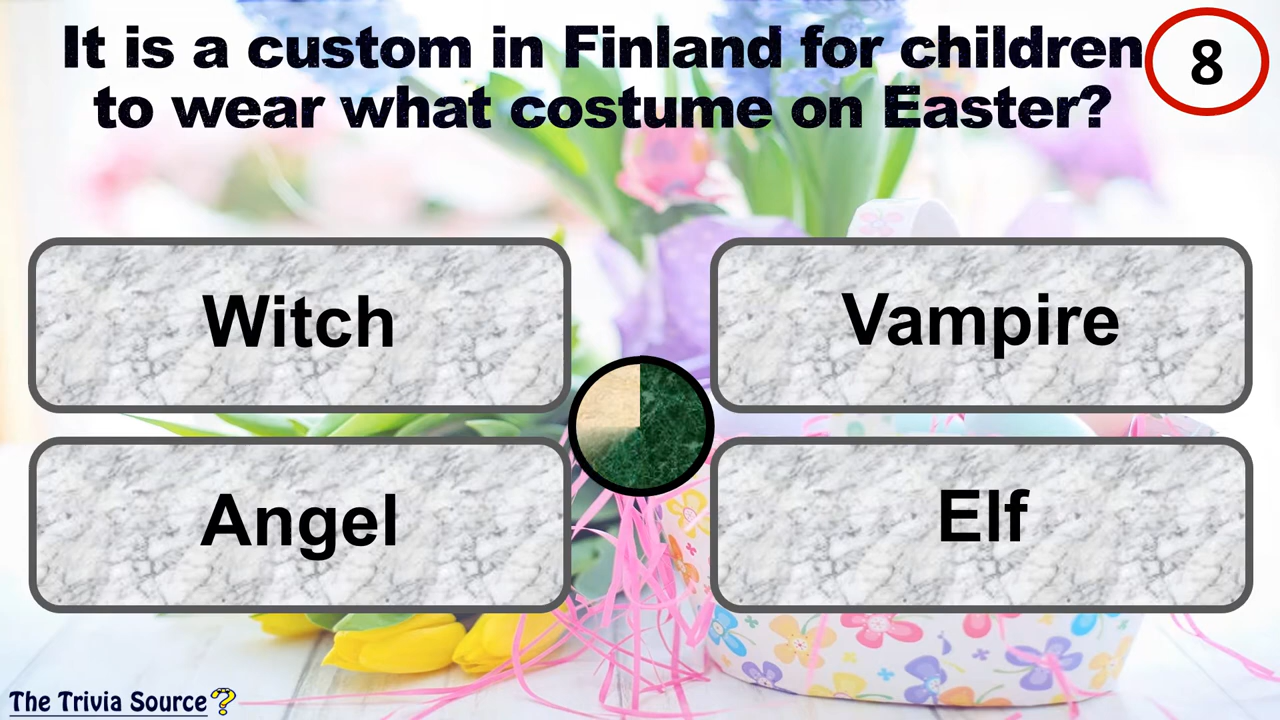 It is a custom in Finland for children
to wear what costume on Easter?
8
Witch
Vampire
Angel
Elf
The Trivia Source?